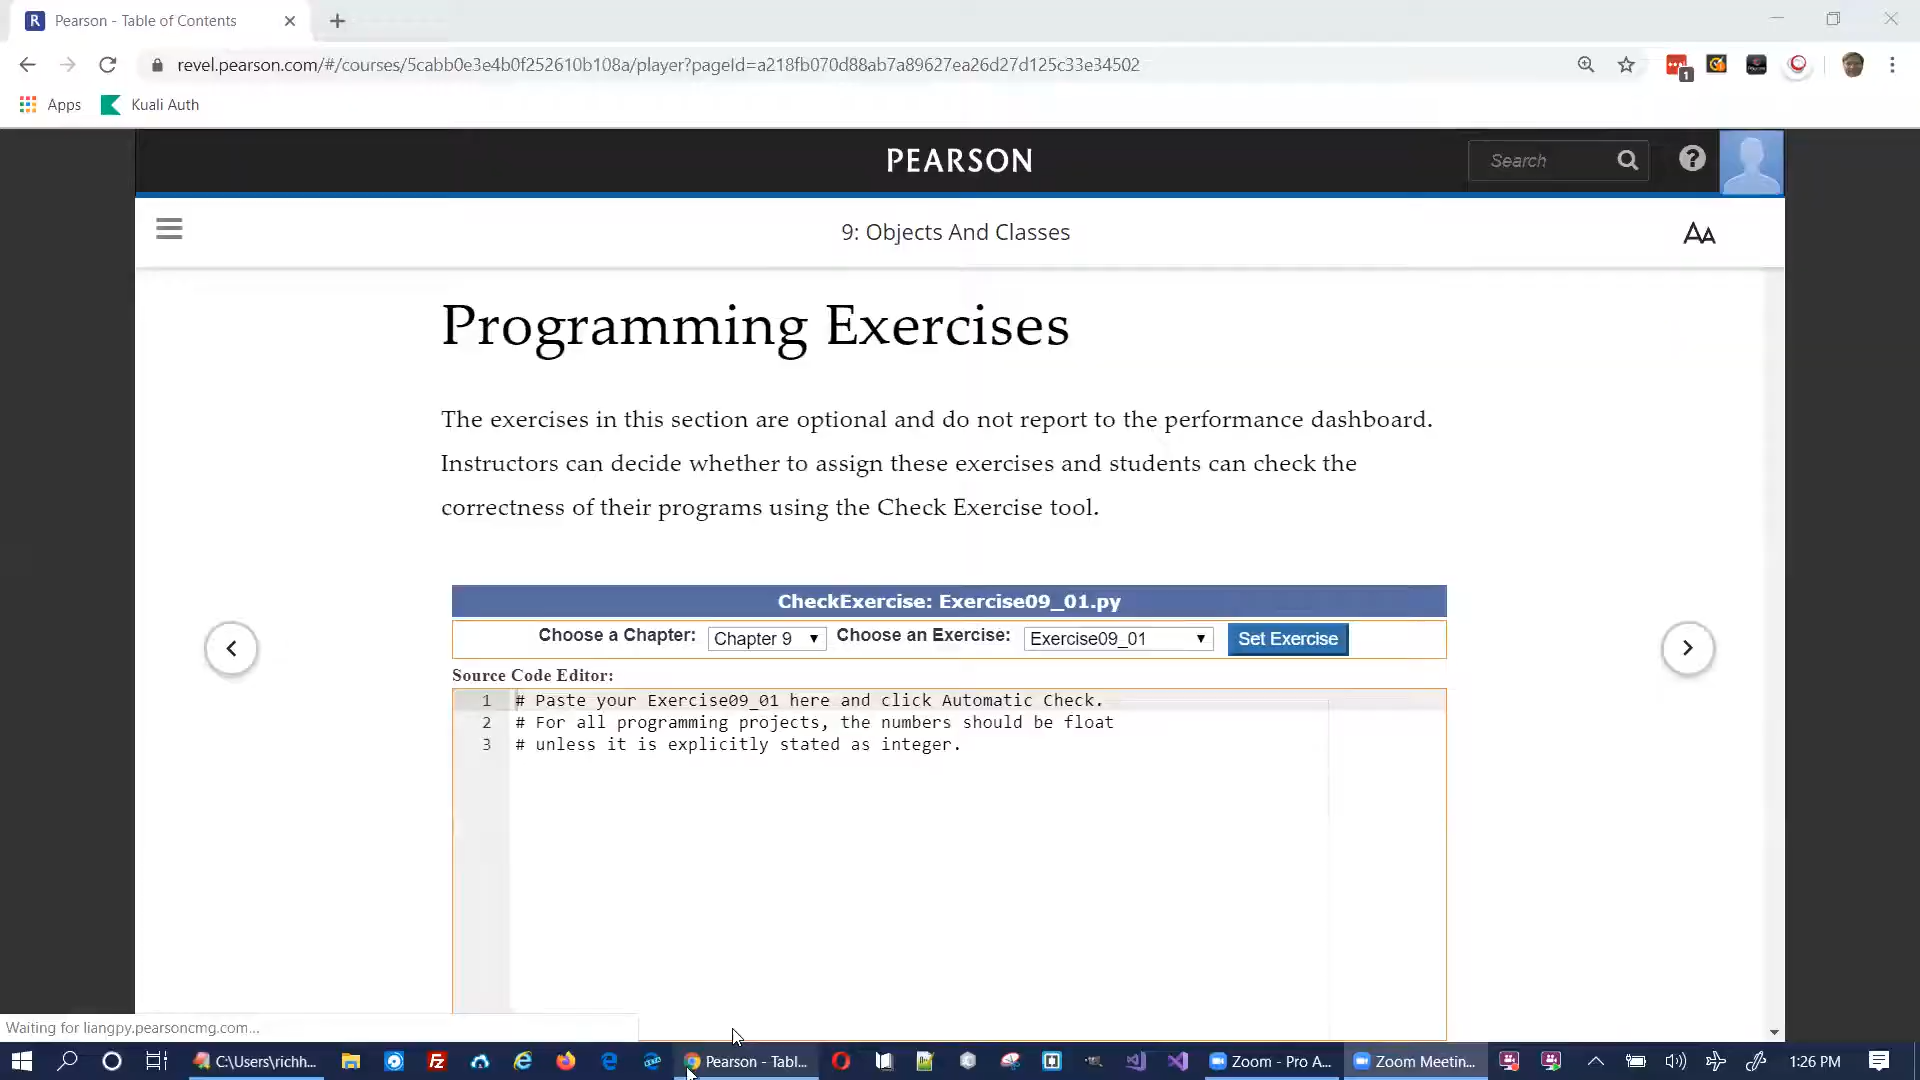 R Pearson - Table of Contents
revel.pearson.com/#/courses/5cabb0e3e4b0f252610b108a/player?pageId=a218fb070d88ab7a89627ea26d27d125c33e34502
1
Apps Kuali Auth
PEARSON
Search
9: Objects And Classes
AA
Programming Exercises
The exercises in this section are optional and do not report to the performance dashboard.
Instructors can decide whether to assign these exercises and students can check the
correctness of their programs using the Check Exercise tool.
CheckExercise: Exercise09_01.py
Choose a Chapter: Chapter 9 Choose an Exercise: Exercise09_01 Set Exercise
Source Code Editor:
1 # Paste your Exercise09_01 here and click Automatic Check.
2 # For all programming projects, the numbers should be float
3 # unless it is explicitly stated as integer.
Waiting for liangpy.pearsoncmg.com...
C:\Users\richh... Fz Pearson - Tabl... Zoom - Pro A... Zoom Meetin... 1:26 PM